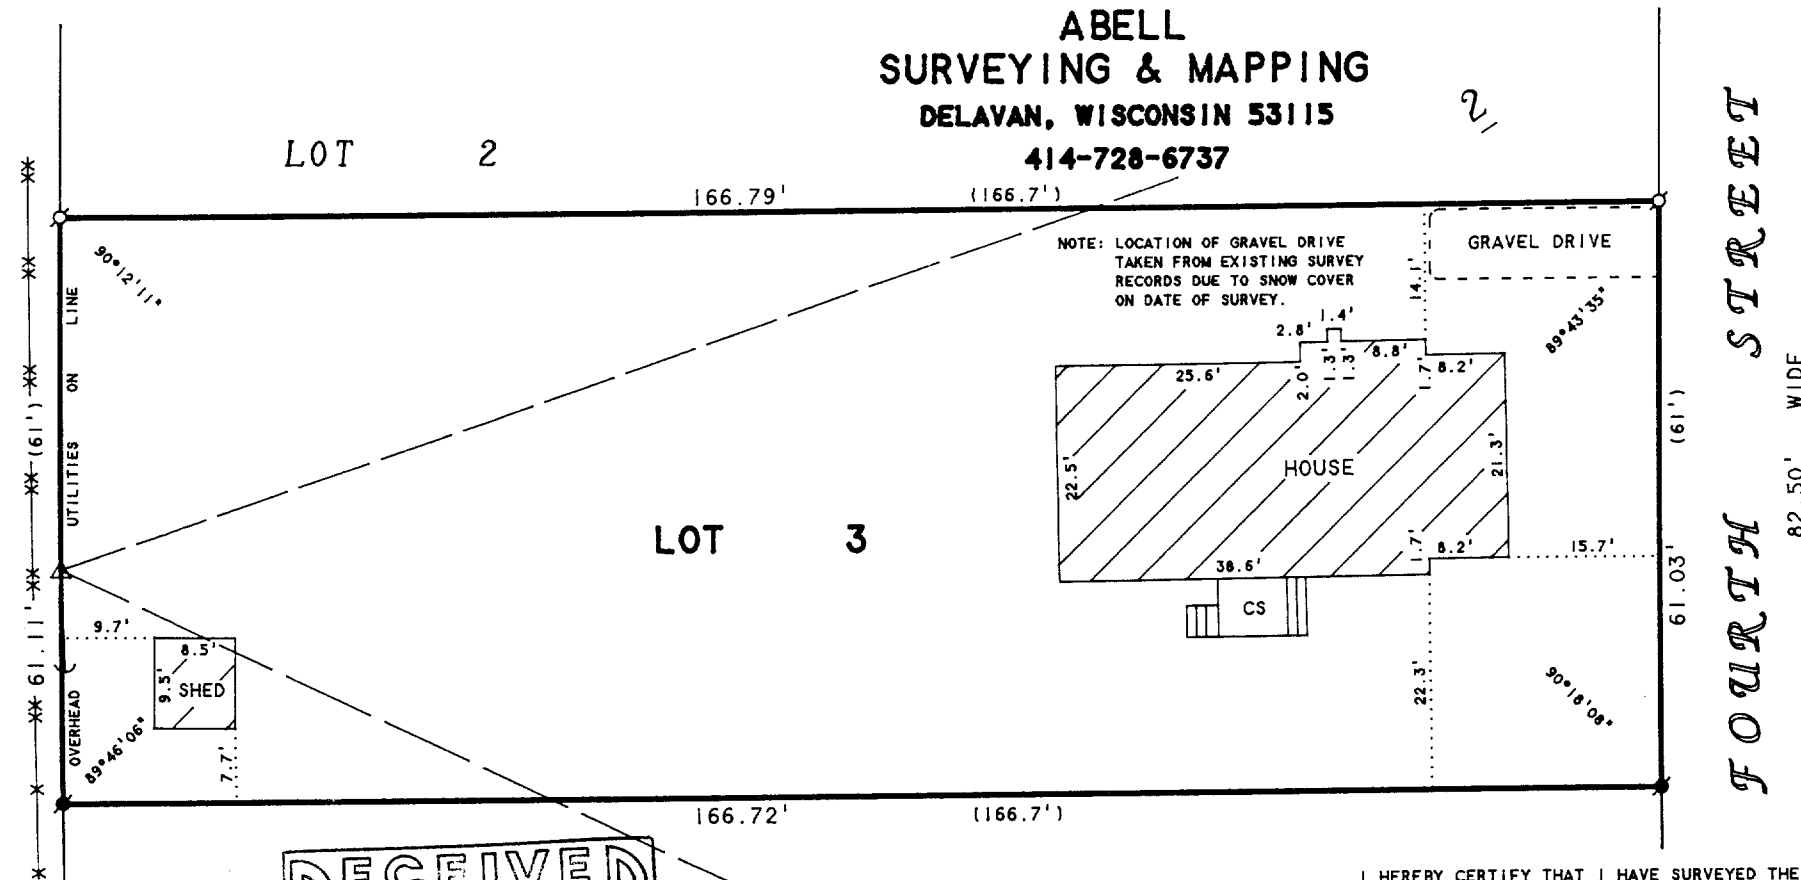 ABELL
SURVEYING & MAPPING
DELAVAN, WISCONSIN 53115
414-728-6737
2
LOT 2
166.79' (166.7')
NOTE: LOCATION OF GRAVEL DRIVE
TAKEN FROM EXISTING SURVEY
RECORDS DUE TO SNOW COVER
ON DATE OF SURVEY.
GRAVEL DRIVE
14.1'
90°12'11"
89°43'35"
1.4'
2.8'
1.3'
1.3'
8.8'
25.6'
2.0'
1.7'
8.2'
HOUSE
22.5'
21.3'
LOT 3
38.6'
1.7'
8.2'
15.7'
CS
22.3'
OVERHEAD UTILITIES ON LINE
61.11' (61')
9.7'
8.5'
9.5'
SHED
7.7'
89°46'06"
90°18'08"
61.03' (61')
FOURTH STREET
82.50' WIDE
166.72' (166.7')
RECEIVED
I HEREBY CERTIFY THAT I HAVE SURVEYED THE